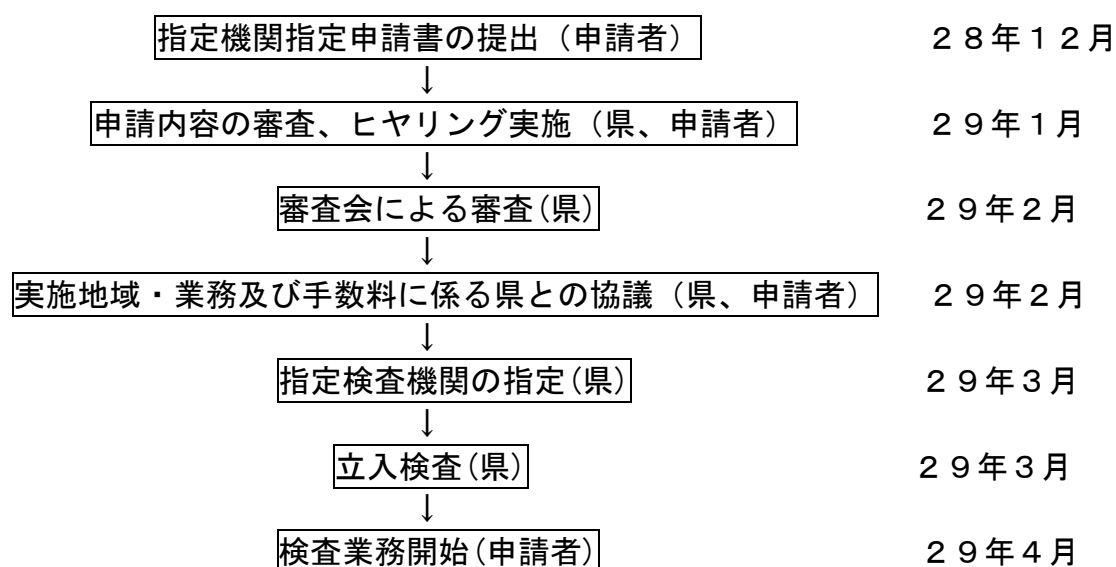 指定機関指定申請書の提出(申請者) 28年12月
↓
申請内容の審査、ヒヤリング実施(県、申請者) 29年1月
↓
審査会による審査(県) 29年2月
↓
実施地域・業務及び手数料に係る県との協議(県、申請者) 29年2月
↓
指定検査機関の指定(県) 29年3月
↓
立入検査(県) 29年3月
↓
検査業務開始(申請者) 29年4月